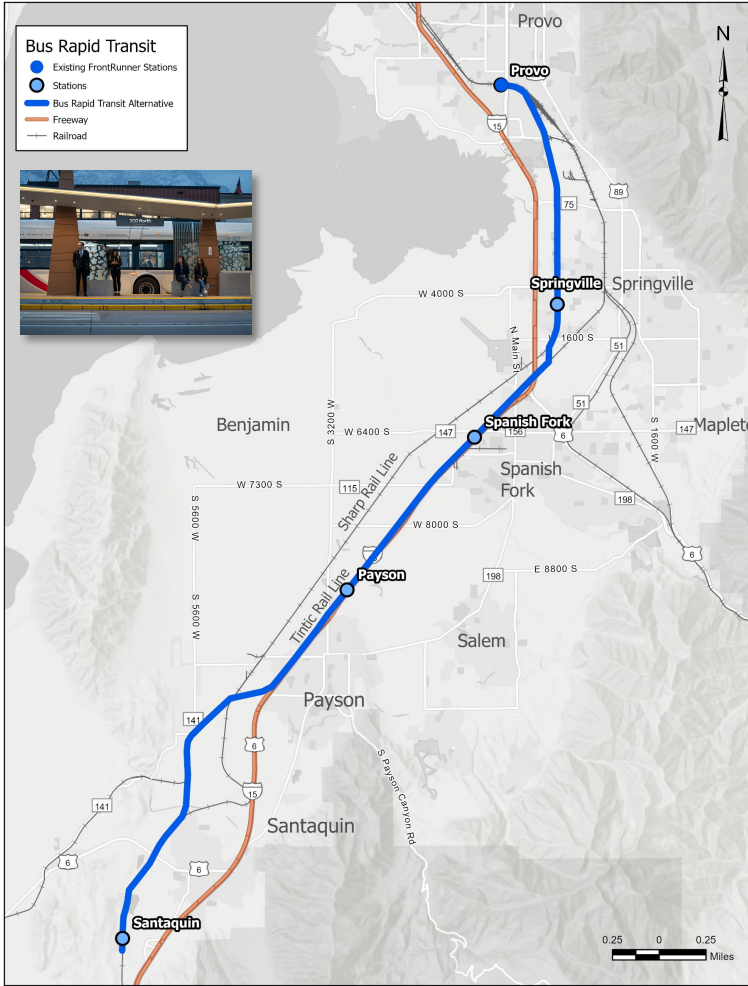 Bus Rapid Transit
Existing FrontRunner Stations
Stations
Bus Rapid Transit Alternative
Freeway
Railroad
300 North
Provo
N
Provo
15
89
75
Springville
Springville
W 4000 S
N Main St
1600 S
51
51
Benjamin
S 3200 W
W 6400 S
147
Spanish Fork
156
6
S 1600 W
147
Maplet
Spanish
Fork
W 7300 S
115
Sharp Rail Line
S 5600 W
198
W 8000 S
6
E 8800 S
198
Payson
Tintic Rail Line
S 5600 W
Salem
Payson
141
6
15
S Payson Canyon Rd
141
Santaquin
6
6
Santaquin
0.25
0
0.25
Miles